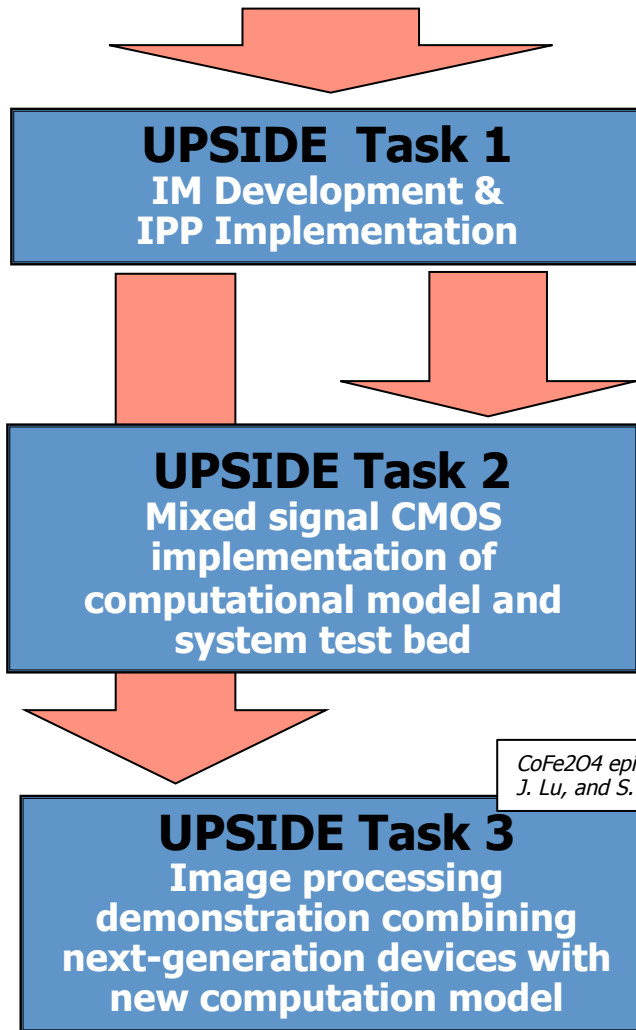 UPSIDE Task 1
IM Development &
IPP Implementation
UPSIDE Task 2
Mixed signal CMOS
implementation of
computational model and
system test bed
CoFe2O4 epi
J. Lu, and S.
UPSIDE Task 3
Image processing
demonstration combining
next-generation devices with
new computation model